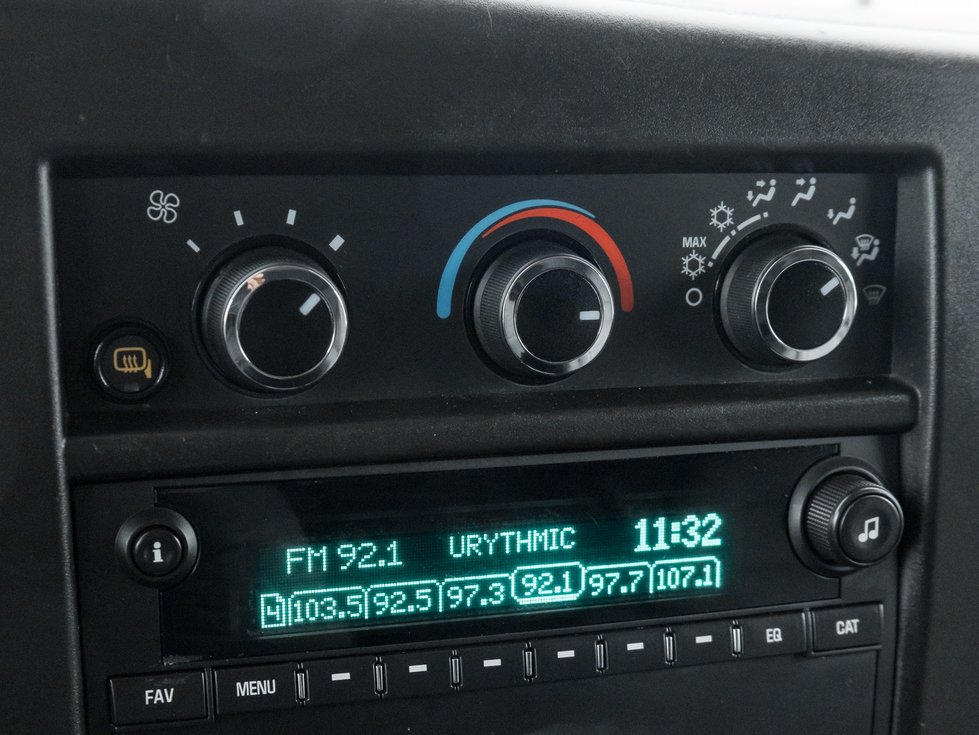 MAX
FM 92.1 URYTHMIC 11:32
4 103.5 92.5 97.3 92.1 97.7 107.1
i
FAV MENU EQ CAT